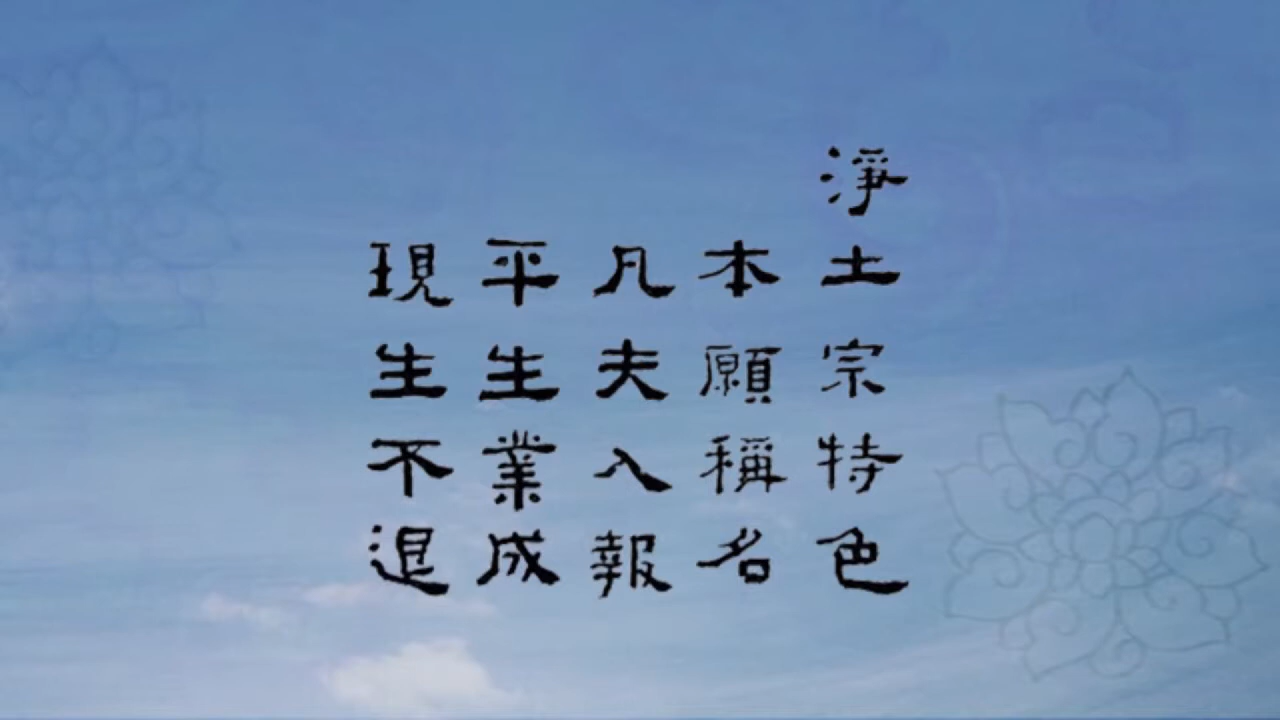 淨土宗特色
本願稱名
凡夫入報
平生業成
現生不退